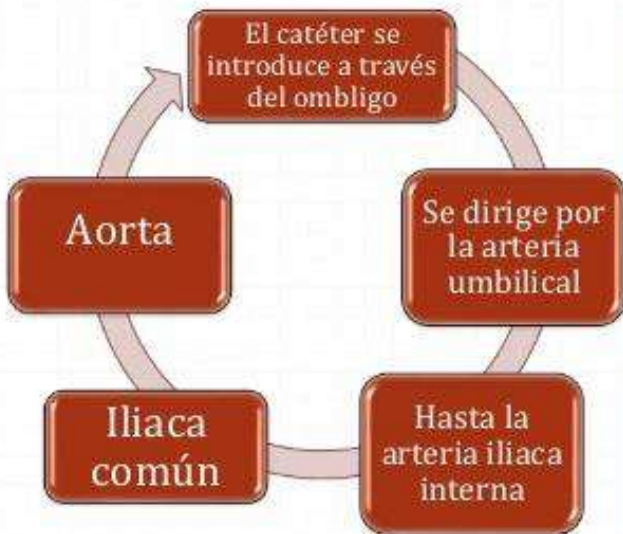 El catéter se
introduce a través
del ombligo
Se dirige por
la arteria
umbilical
Hasta la
arteria iliaca
interna
Iliaca
común
Aorta